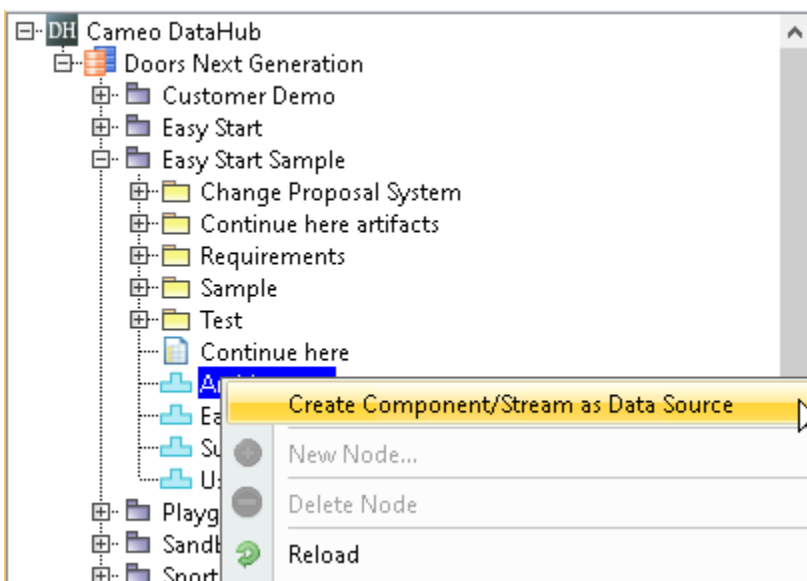 DH Cameo DataHub
Doors Next Generation
Customer Demo
Easy Start
Easy Start Sample
Change Proposal System
Continue here artifacts
Requirements
Sample
Test
Continue here
Create Component/Stream as Data Source
New Node...
Delete Node
Reload